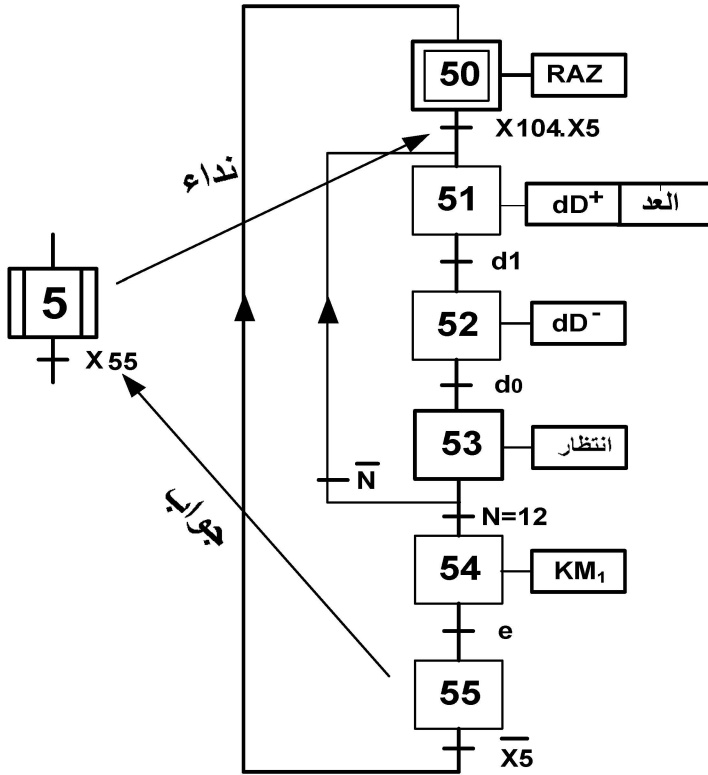 50 RAZ
X104.X5
نداء
51 dD⁺ العد
d1
5
52 dD⁻
X55
d0
53 انتظار
N̅
N=12
جواب
54 KM₁
e
55
X̅5̅